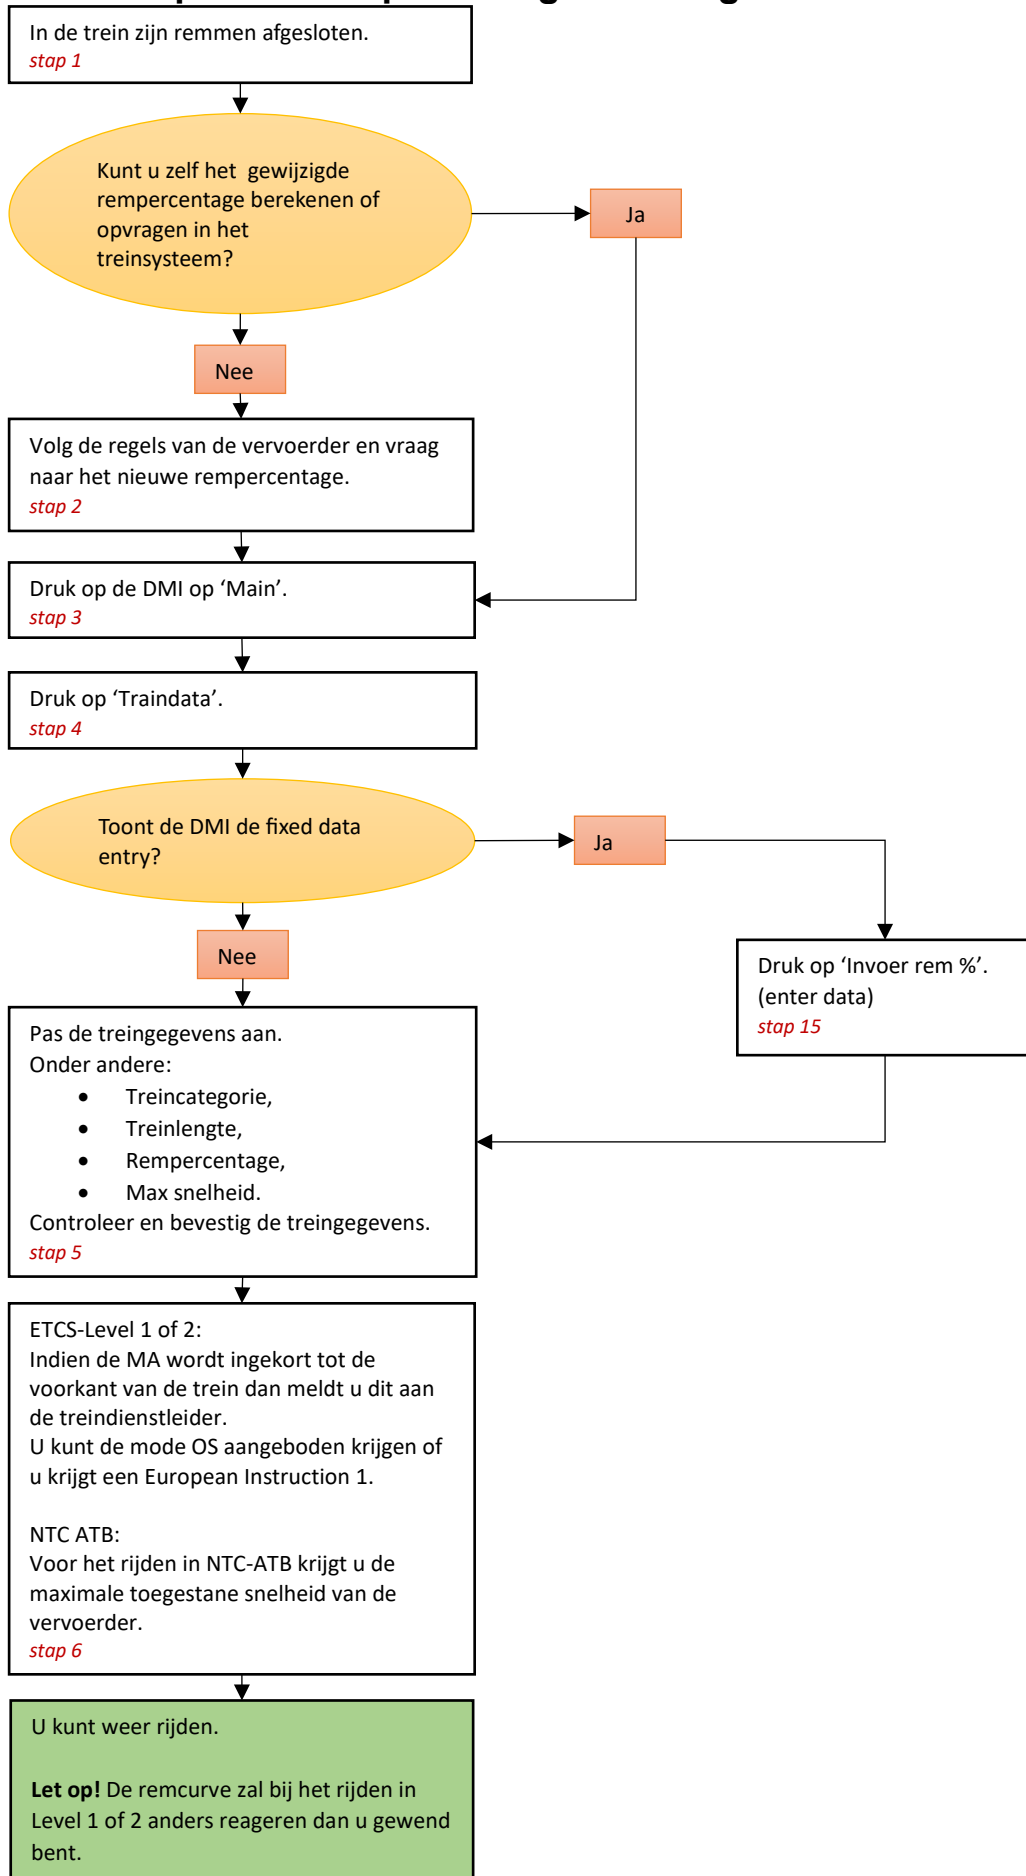 In de trein zijn remmen afgesloten.
stap 1
Kunt u zelf het gewijzigde
rempercentage berekenen of
opvragen in het
treinsysteem?
Ja
Nee
Volg de regels van de vervoerder en vraag
naar het nieuwe rempercentage.
stap 2
Druk op de DMI op ‘Main’.
stap 3
Druk op ‘Traindata’.
stap 4
Toont de DMI de fixed data
entry?
Ja
Nee
Druk op ‘Invoer rem %’.
(enter data)
stap 15
Pas de treingegevens aan.
Onder andere:
• Treincategorie,
• Treinlengte,
• Rempercentage,
• Max snelheid.
Controleer en bevestig de treingegevens.
stap 5
ETCS-Level 1 of 2:
Indien de MA wordt ingekort tot de
voorkant van de trein dan meldt u dit aan
de treindienstleider.
U kunt de mode OS aangeboden krijgen of
u krijgt een European Instruction 1.
NTC ATB:
Voor het rijden in NTC-ATB krijgt u de
maximale toegestane snelheid van de
vervoerder.
stap 6
U kunt weer rijden.
Let op! De remcurve zal bij het rijden in
Level 1 of 2 anders reageren dan u gewend
bent.